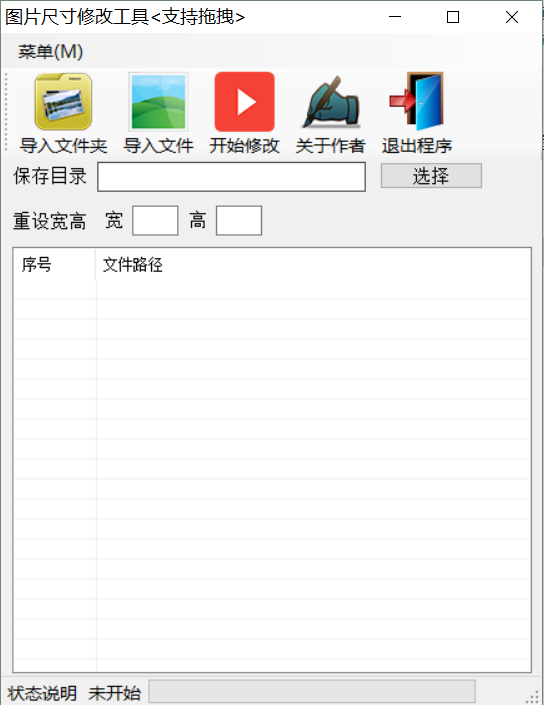 图片尺寸修改工具<支持拖拽>
菜单(M)
导入文件夹 导入文件 开始修改 关于作者 退出程序
保存目录 选择
重设宽高 宽 高
序号 文件路径
状态说明 未开始